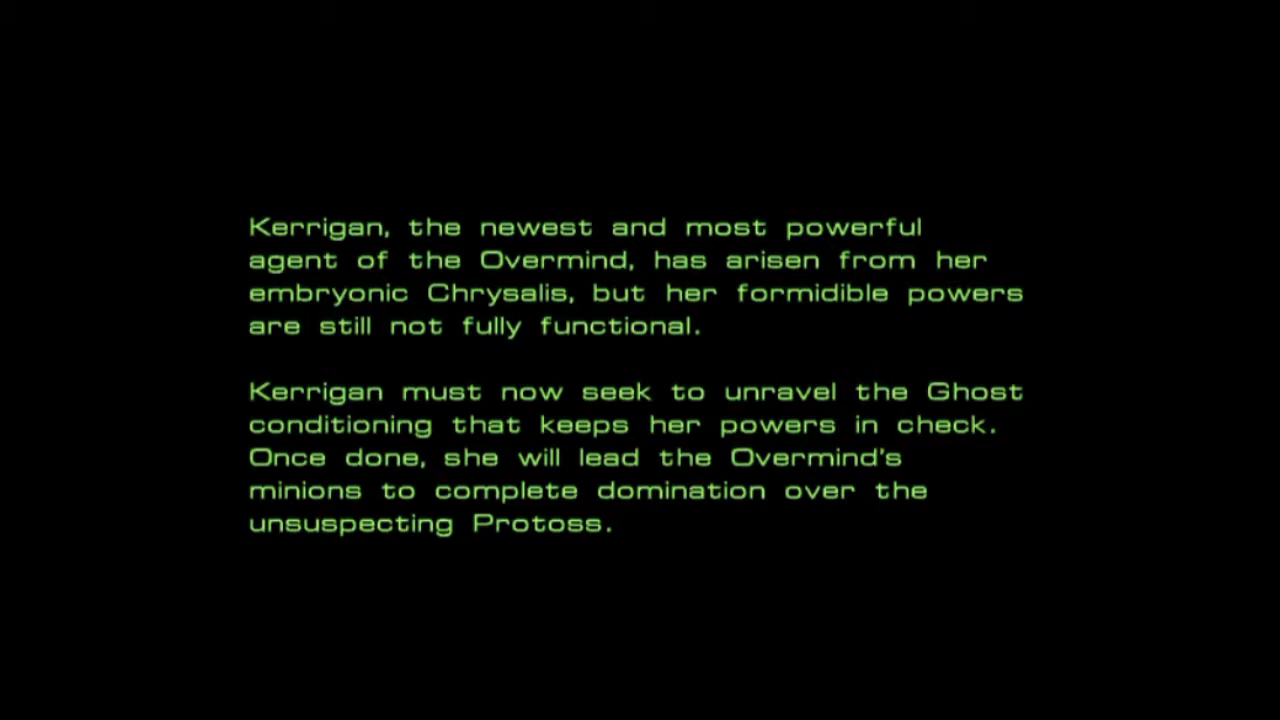 Kerrigan, the newest and most powerful
agent of the Overmind, has arisen from her
embryonic Chrysalis, but her formidible powers
are still not fully functional.
Kerrigan must now seek to unravel the Ghost
conditioning that keeps her powers in check.
Once done, she will lead the Overmind's
minions to complete domination over the
unsuspecting Protoss.